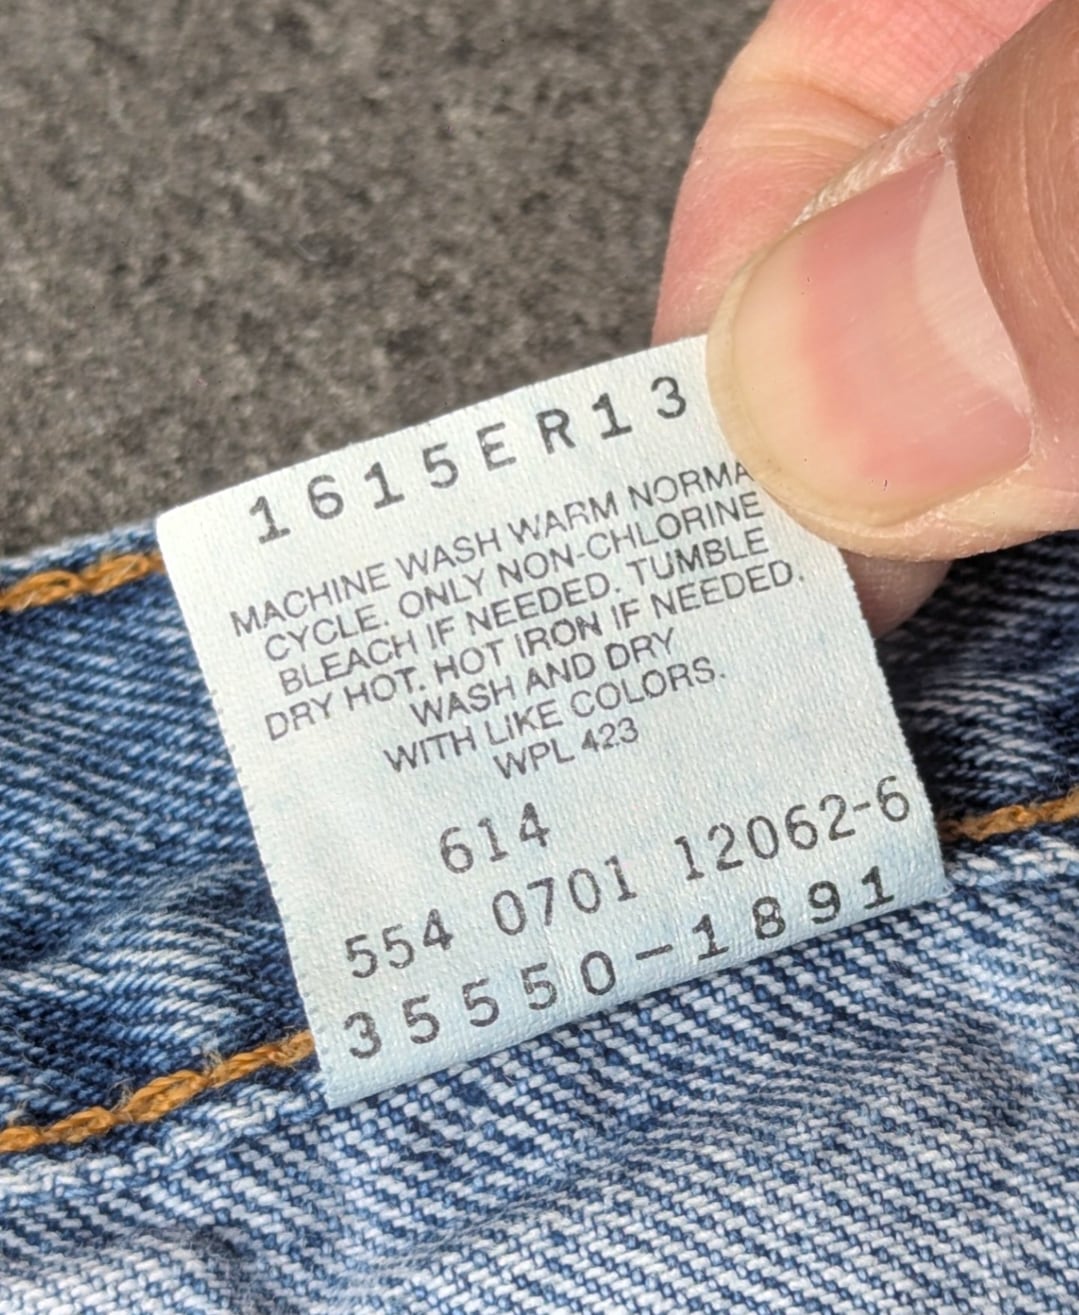 1615ER13
MACHINE WASH WARM NORMA
CYCLE. ONLY NON-CHLORINE
BLEACH IF NEEDED. TUMBLE
DRY HOT. HOT IRON IF NEEDED.
WASH AND DRY
WITH LIKE COLORS.
WPL 423
614
554 0701 12062-6
35550-1891